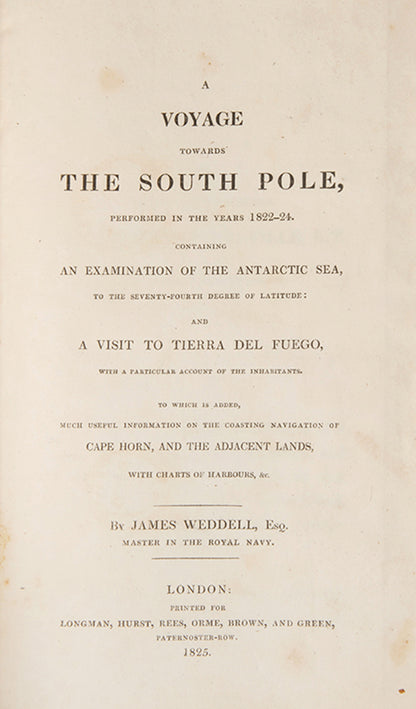 A
VOYAGE
TOWARDS
THE SOUTH POLE,
PERFORMED IN THE YEARS 1822–24.
CONTAINING
AN EXAMINATION OF THE ANTARCTIC SEA,
TO THE SEVENTY-FOURTH DEGREE OF LATITUDE:
AND
A VISIT TO TIERRA DEL FUEGO,
WITH A PARTICULAR ACCOUNT OF THE INHABITANTS.
TO WHICH IS ADDED,
MUCH USEFUL INFORMATION ON THE COASTING NAVIGATION OF
CAPE HORN, AND THE ADJACENT LANDS,
WITH CHARTS OF HARBOURS, &c.
BY JAMES WEDDELL, ESQ.
MASTER IN THE ROYAL NAVY.
LONDON:
PRINTED FOR
LONGMAN, HURST, REES, ORME, BROWN, AND GREEN,
PATERNOSTER-ROW.
1825.